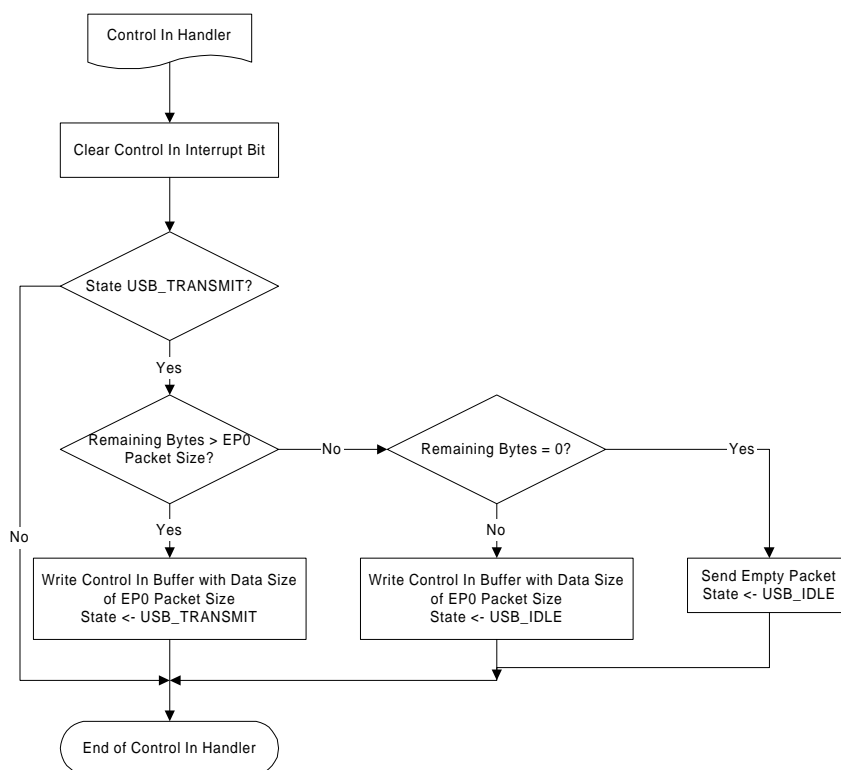 Control In Handler
Clear Control In Interrupt Bit
State USB_TRANSMIT?
Yes
Remaining Bytes > EP0
Packet Size?
No
Remaining Bytes = 0?
Yes
No
Yes
No
Write Control In Buffer with Data Size
of EP0 Packet Size
State <- USB_TRANSMIT
Write Control In Buffer with Data Size
of EP0 Packet Size
State <- USB_IDLE
Send Empty Packet
State <- USB_IDLE
End of Control In Handler